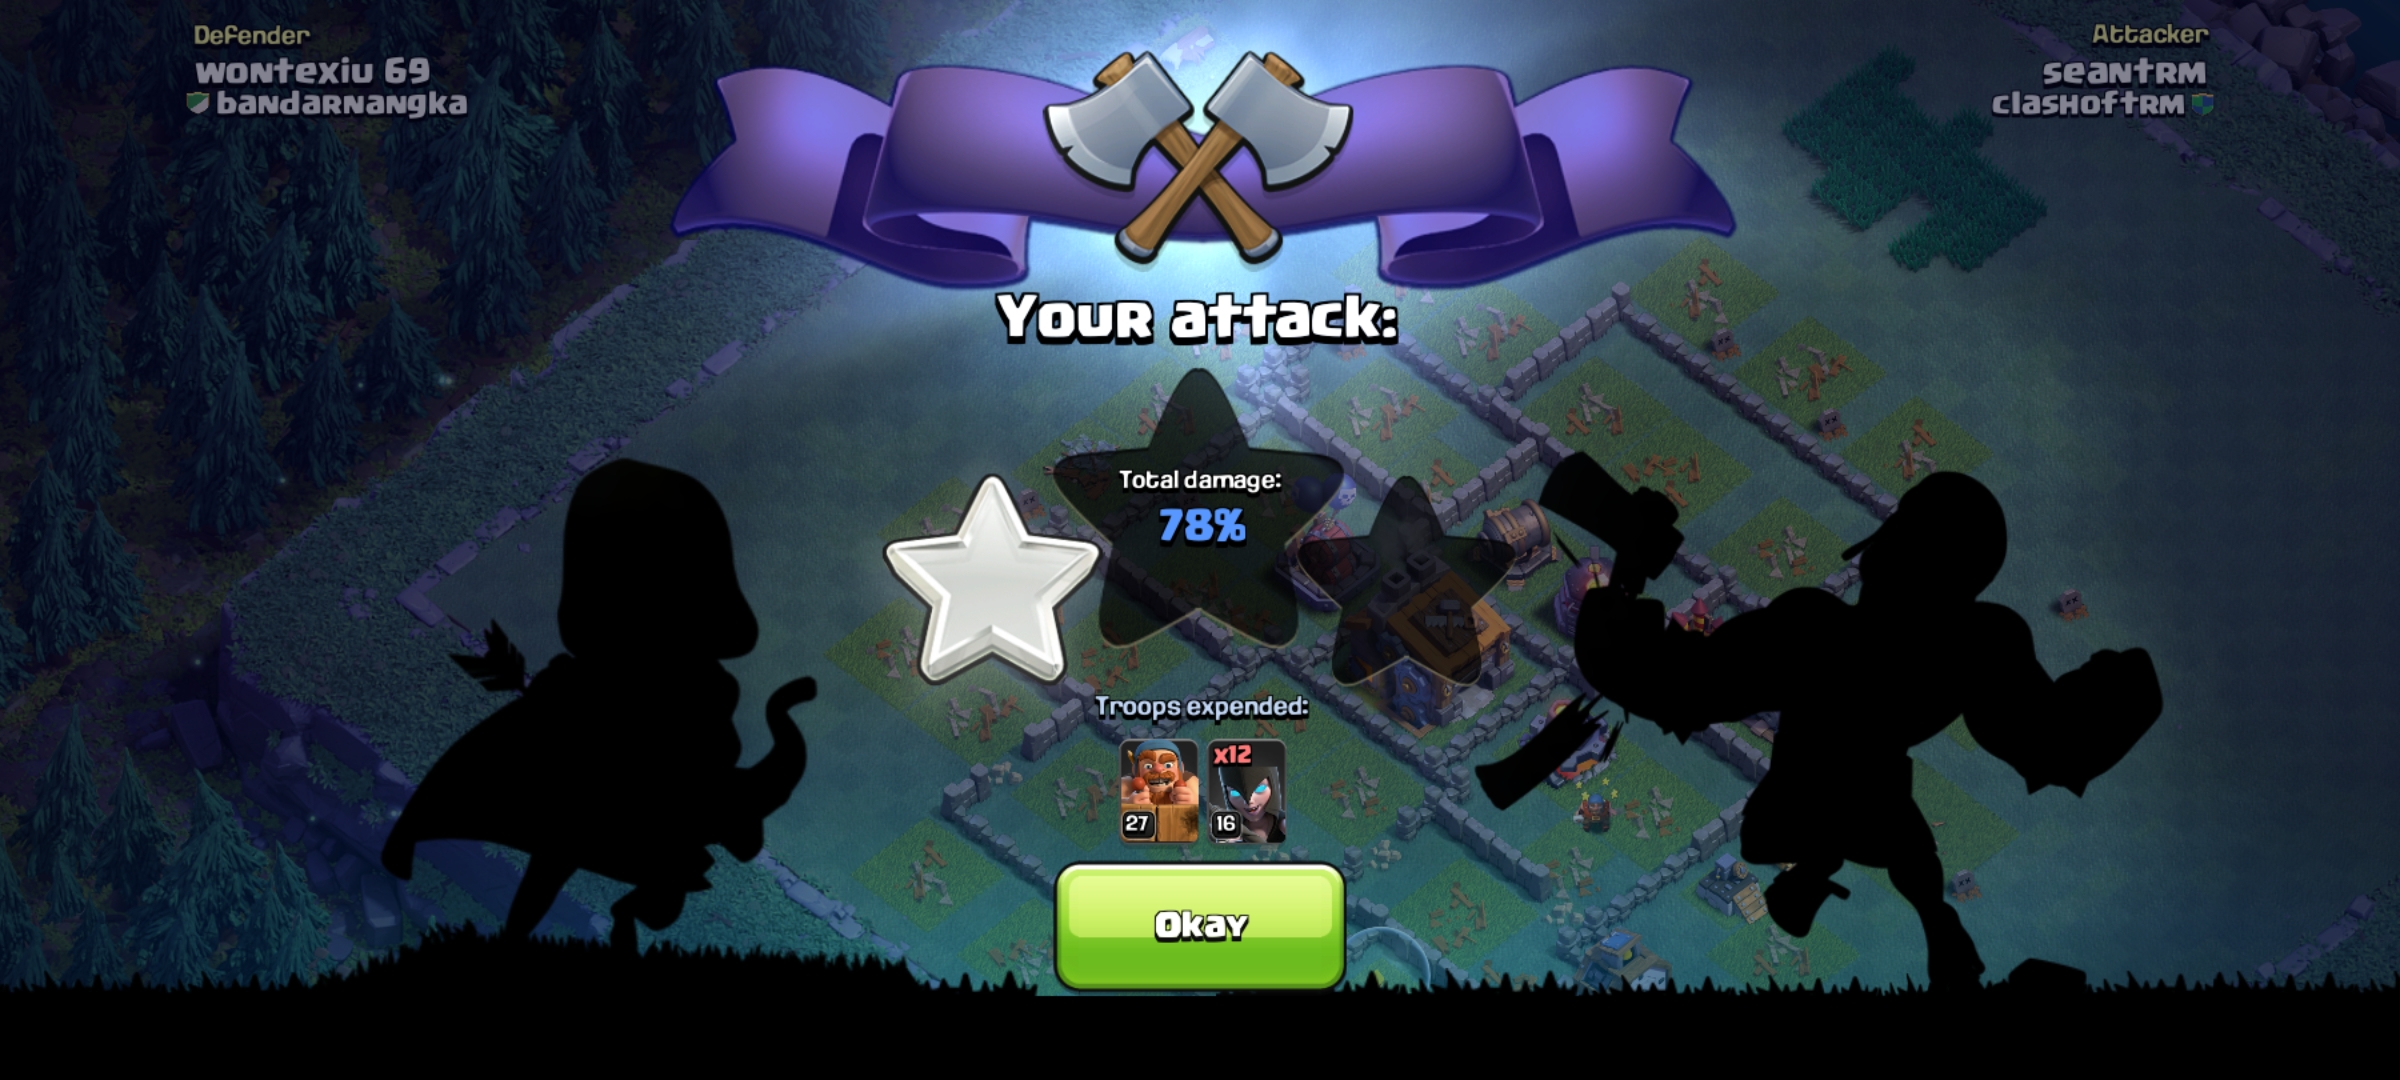 Defender
wontexiu 69
bandarnangka
Attacker
seantRM
clashoftRM
Your attack:
Total damage:
78%
Troops expended:
x12
27
16
Okay